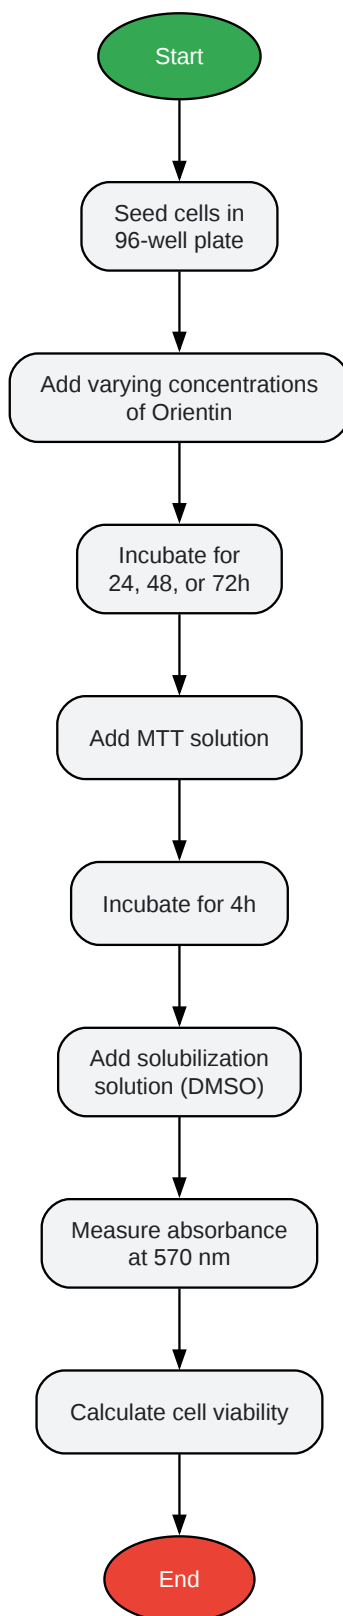 Start
Seed cells in
96-well plate
Add varying concentrations
of Orientin
Incubate for
24, 48, or 72h
Add MTT solution
Incubate for 4h
Add solubilization
solution (DMSO)
Measure absorbance
at 570 nm
Calculate cell viability
End